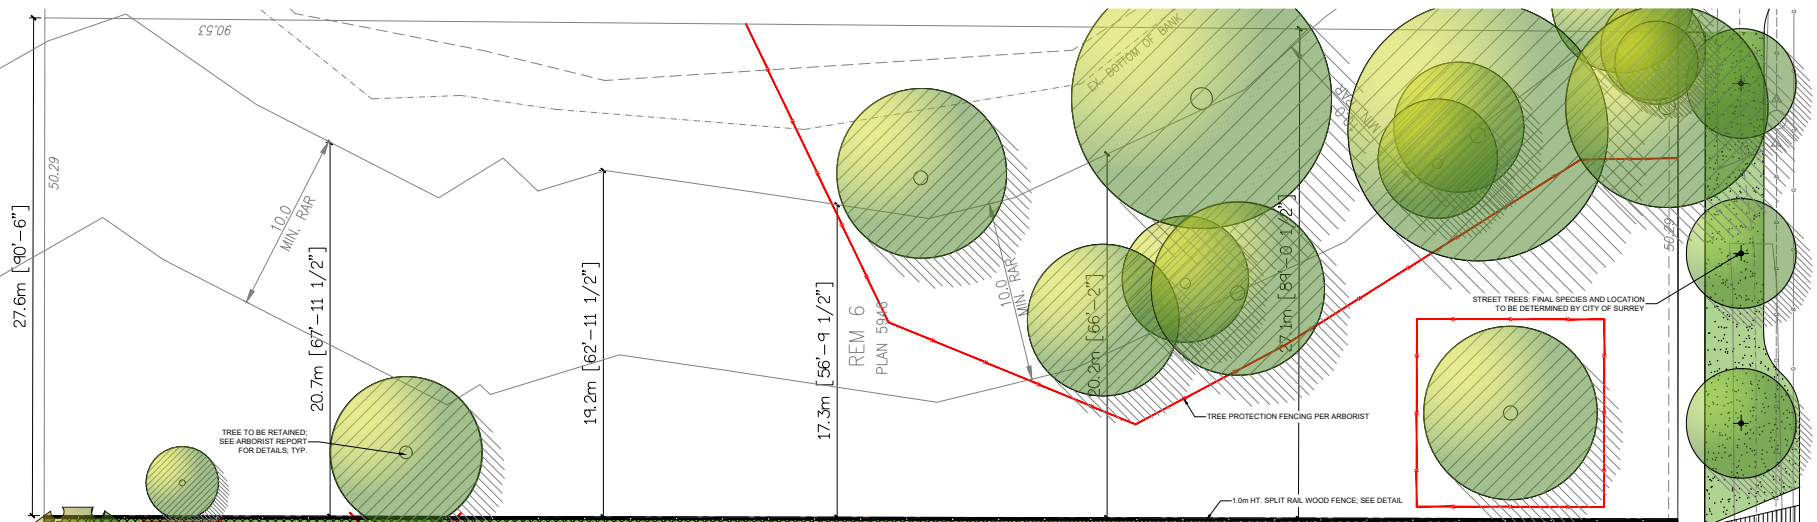 90.53
50.29
27.6m [90'-6"]
10.0
MIN. RAR
20.7m [67'-11 1/2"]
19.2m [62'-11 1/2"]
17.3m [56'-9 1/2"]
REM 6
PLAN 5946
10.0
MIN. RAR
EX. BOTTOM OF BANK
20.2m [66'-2"]
27.1m [89'-0 1/2"]
MIN. RAR
50.29
STREET TREES: FINAL SPECIES AND LOCATION
TO BE DETERMINED BY CITY OF SURREY
TREE TO BE RETAINED;
SEE ARBORIST REPORT
FOR DETAILS; TYP.
TREE PROTECTION FENCING PER ARBORIST
1.0m HT. SPLIT RAIL WOOD FENCE; SEE DETAIL